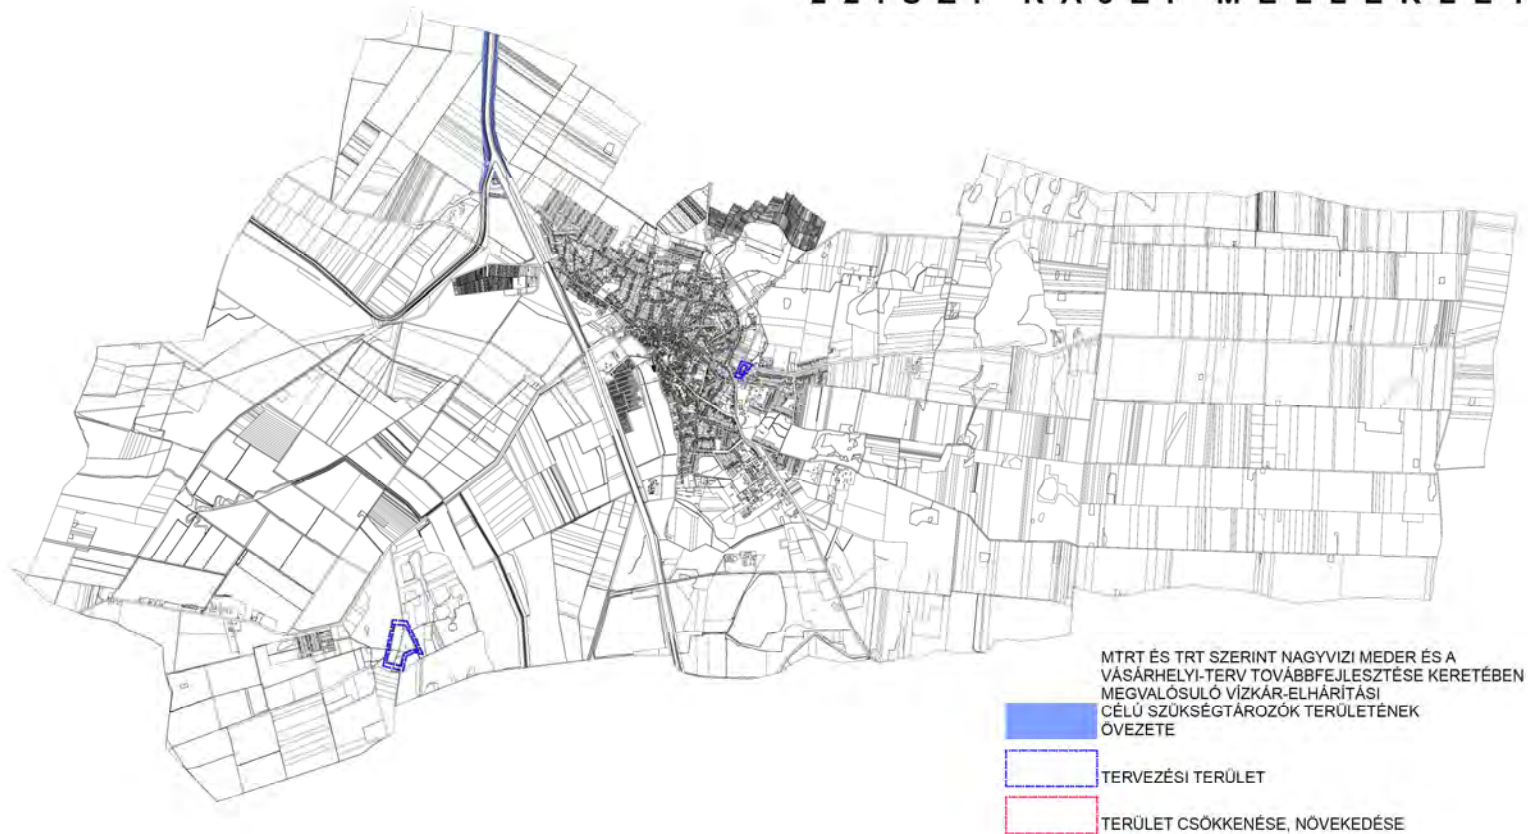 MTRT ÉS TRT SZERINT NAGYVIZI MEDER ÉS A
VÁSÁRHELYI-TERV TOVÁBBFEJLESZTÉSE KERETÉBEN
MEGVALÓSULÓ VÍZKÁR-ELHÁRÍTÁSI
CÉLÚ SZÜKSÉGTÁROZÓK TERÜLETÉNEK
ÖVEZETE
TERVEZÉSI TERÜLET
TERÜLET CSÖKKENÉSE, NÖVEKEDÉSE